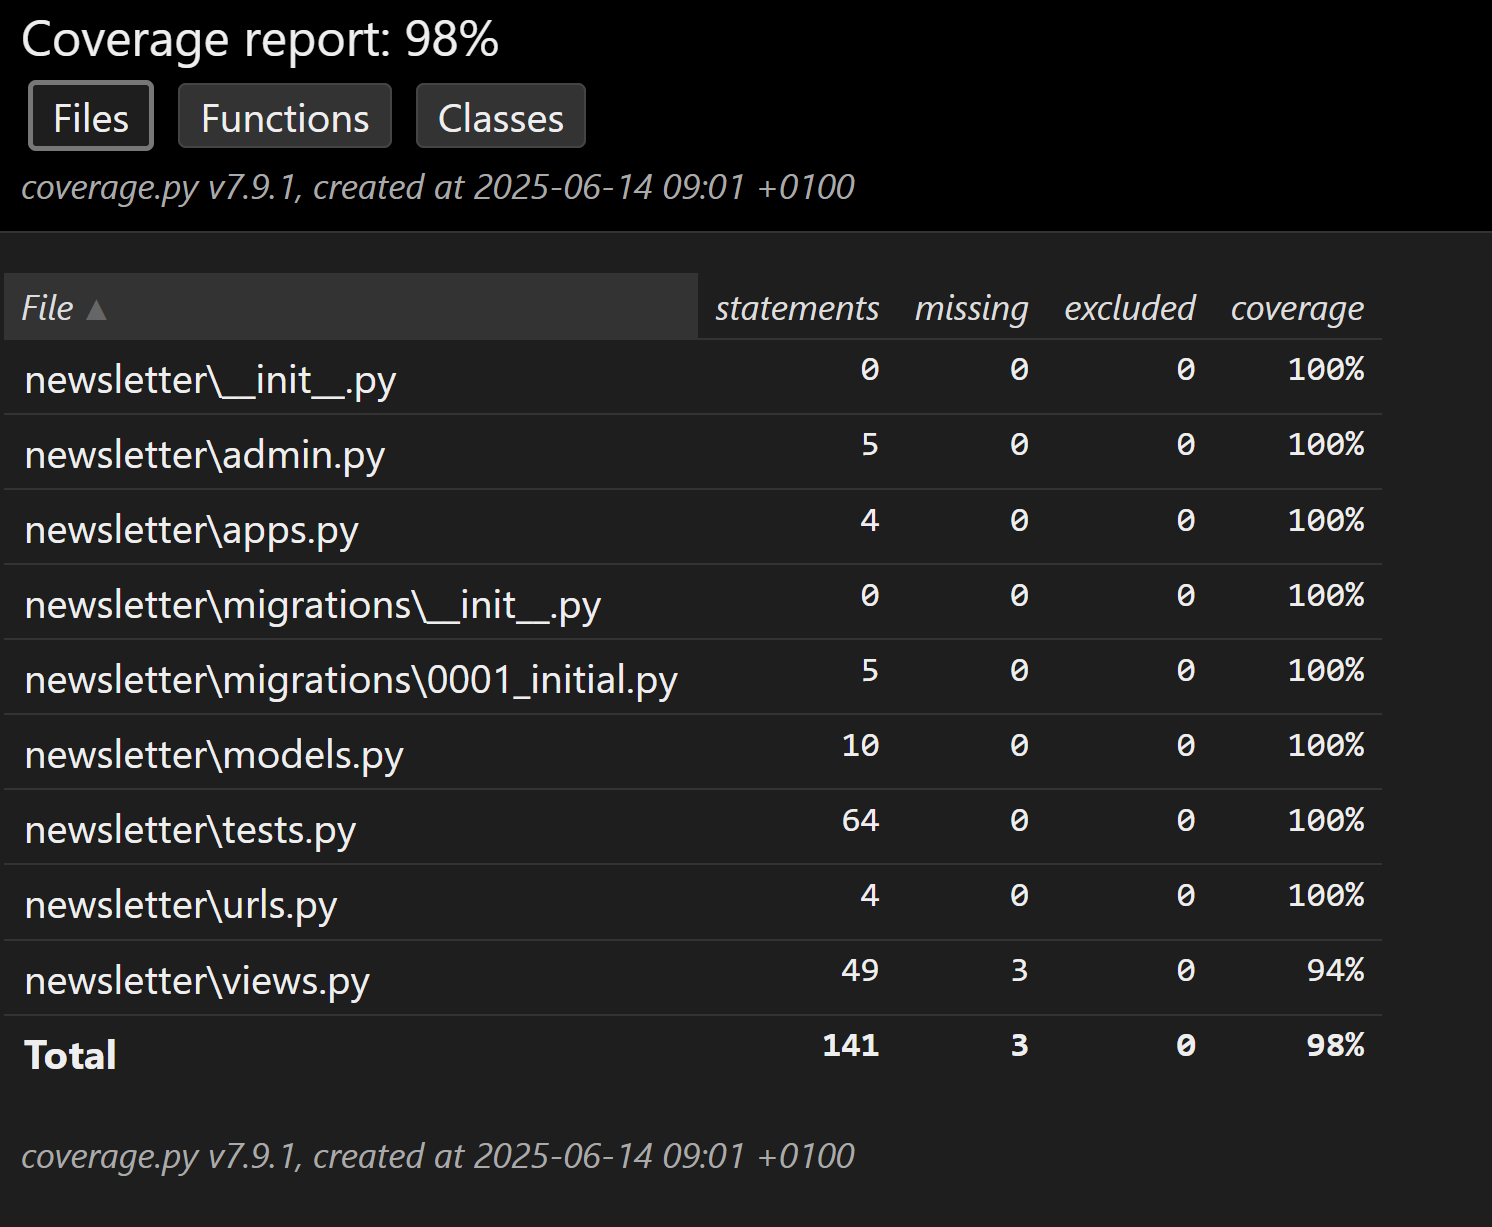 Coverage report: 98%
Files Functions Classes
coverage.py v7.9.1, created at 2025-06-14 09:01 +0100
File ▲ statements missing excluded coverage
newsletter\__init__.py 0 0 0 100%
newsletter\admin.py 5 0 0 100%
newsletter\apps.py 4 0 0 100%
newsletter\migrations\__init__.py 0 0 0 100%
newsletter\migrations\0001_initial.py 5 0 0 100%
newsletter\models.py 10 0 0 100%
newsletter\tests.py 64 0 0 100%
newsletter\urls.py 4 0 0 100%
newsletter\views.py 49 3 0 94%
Total 141 3 0 98%
coverage.py v7.9.1, created at 2025-06-14 09:01 +0100